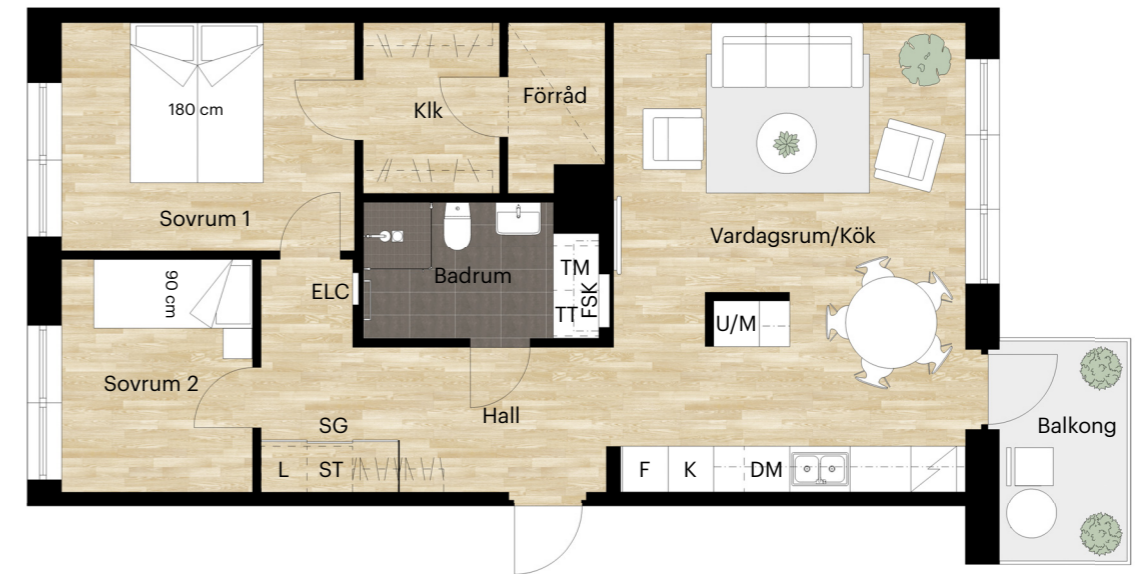 180 cm
Klk
Förråd
Sovrum 1
Vardagsrum/Kök
Badrum
TM
ELC
90 cm
FSK
TT
U/M
Sovrum 2
Hall
SG
Balkong
L
ST
F
K
DM